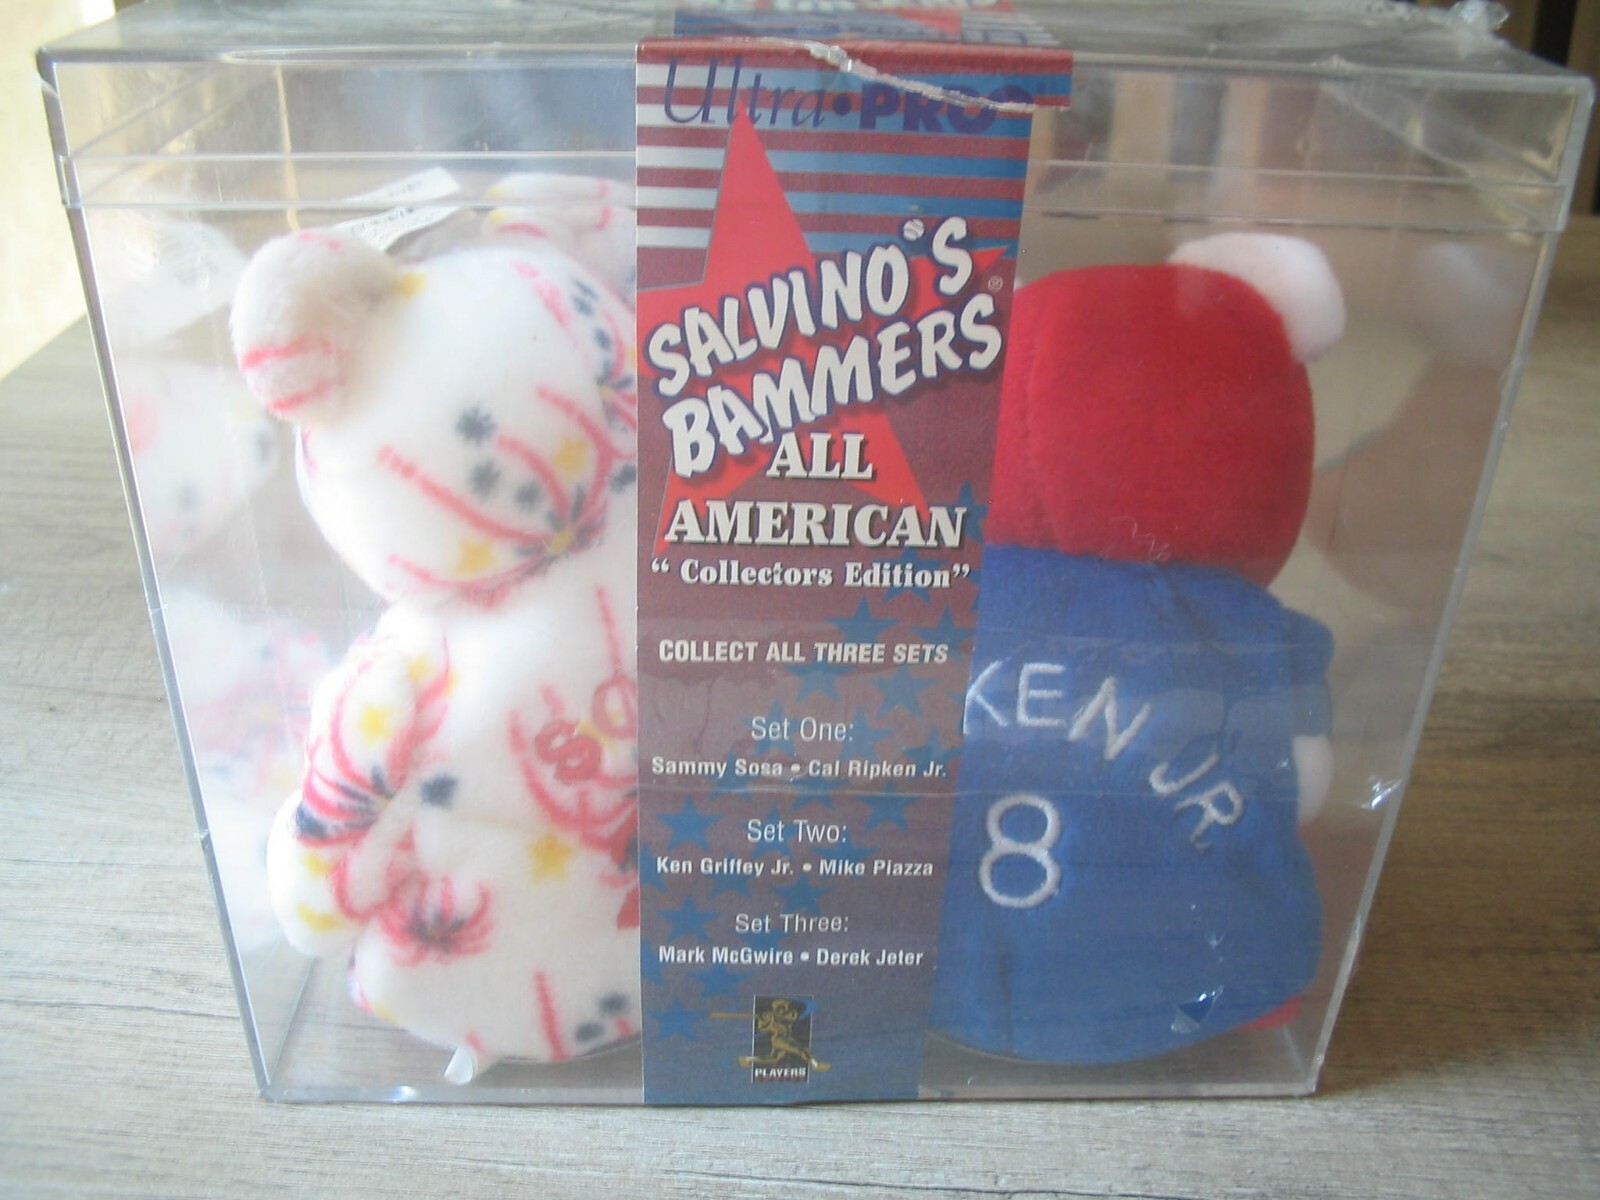 Ultra•PRO
SALVINO'S
BAMMERS®
ALL
AMERICAN
“ Collectors Edition”
COLLECT ALL THREE SETS
Set One:
Sammy Sosa • Cal Ripken Jr.
Set Two:
Ken Griffey Jr. • Mike Piazza
Set Three:
Mark McGwire • Derek Jeter
PLAYERS
SO
KEN JR
8